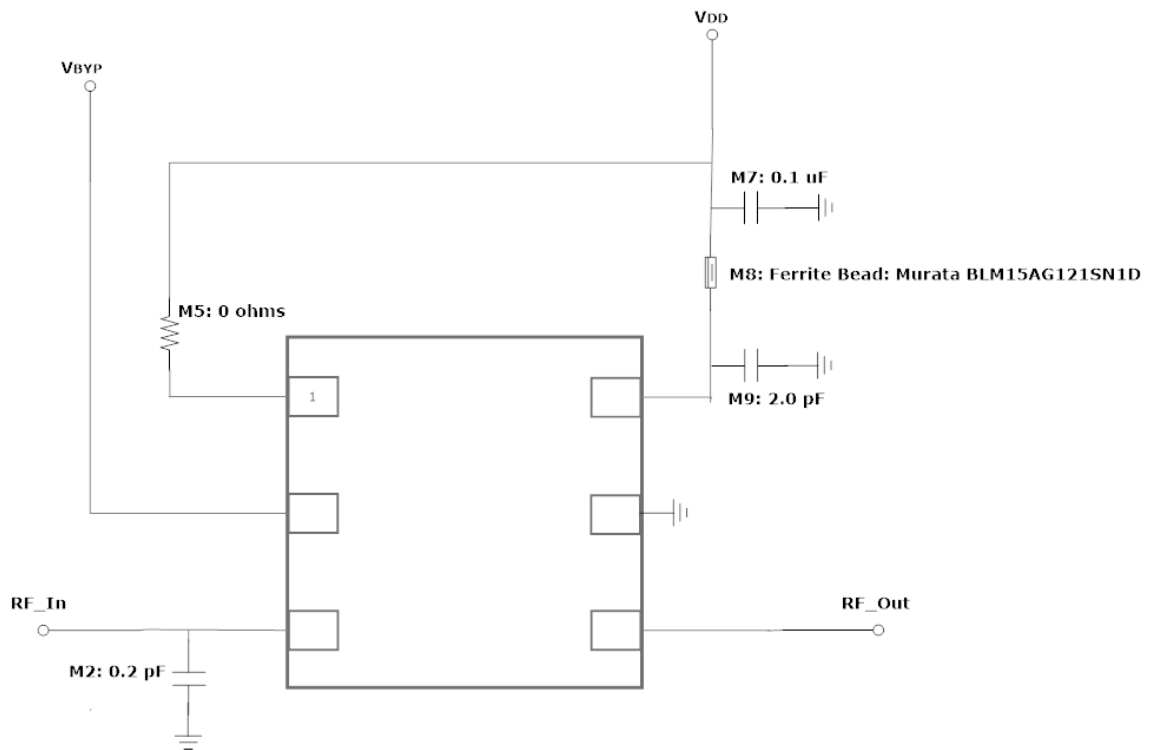 VDD
VBYP
M7: 0.1 uF
M8: Ferrite Bead: Murata BLM15AG121SN1D
M5: 0 ohms
1
M9: 2.0 pF
RF_In
RF_Out
M2: 0.2 pF